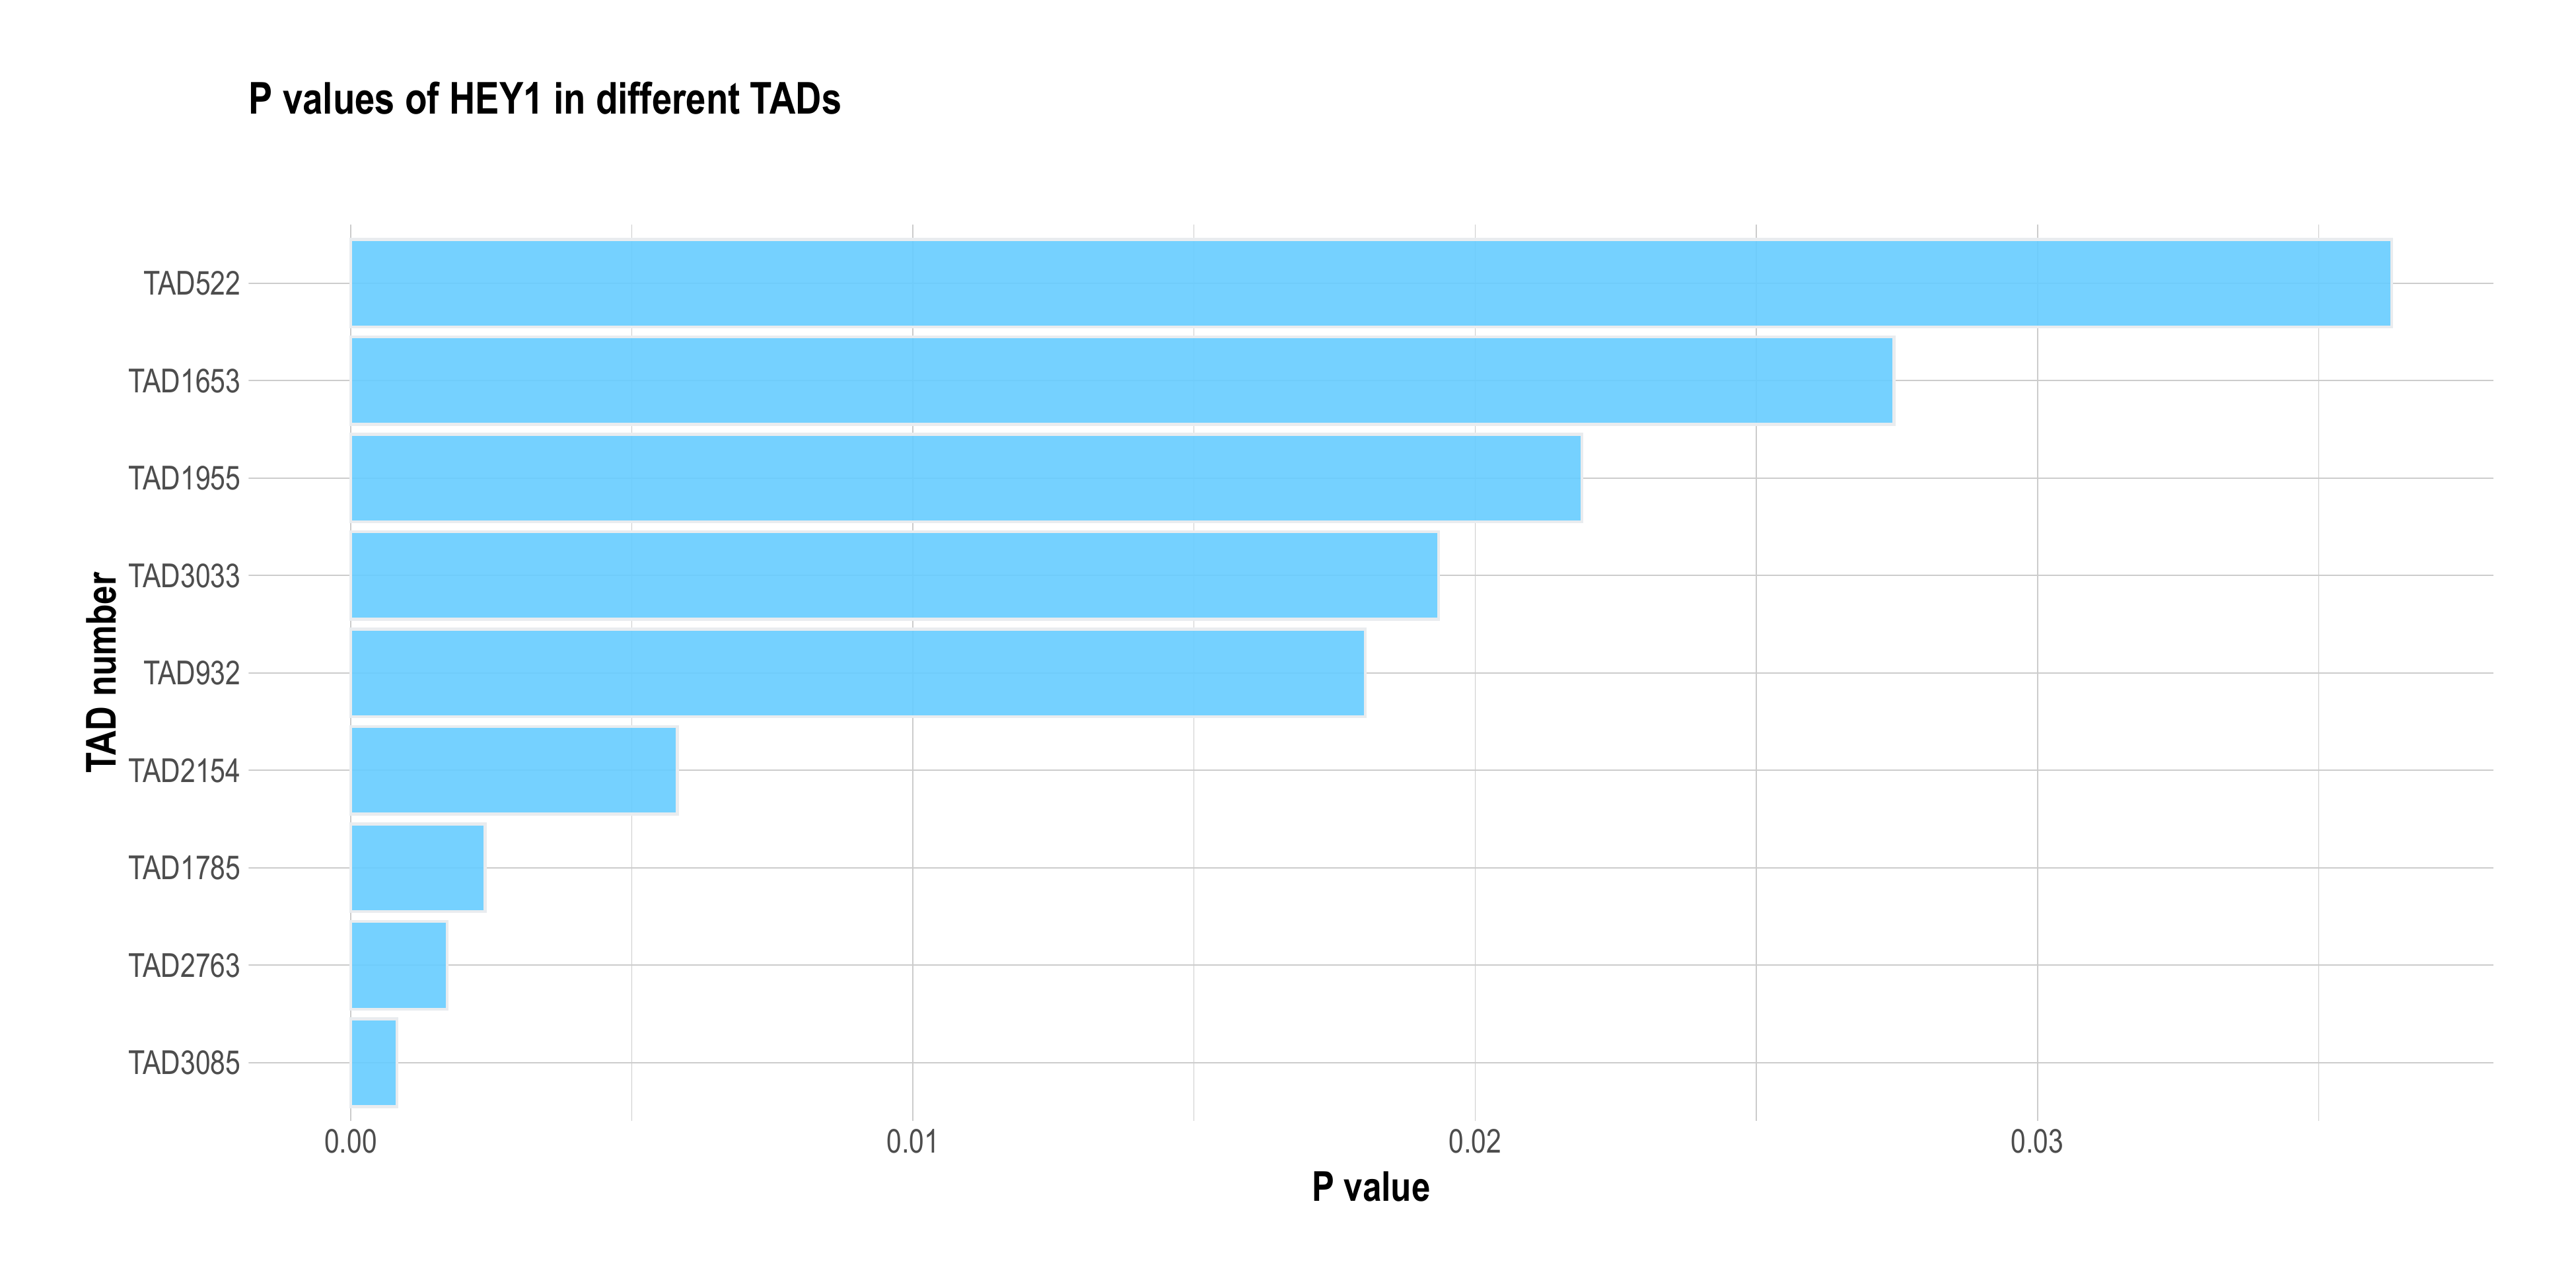 P values of HEY1 in different TADs
TAD522
TAD1653
TAD1955
TAD3033
TAD932
TAD2154
TAD1785
TAD2763
TAD3085
TAD number
0.00 0.01 0.02 0.03
P value